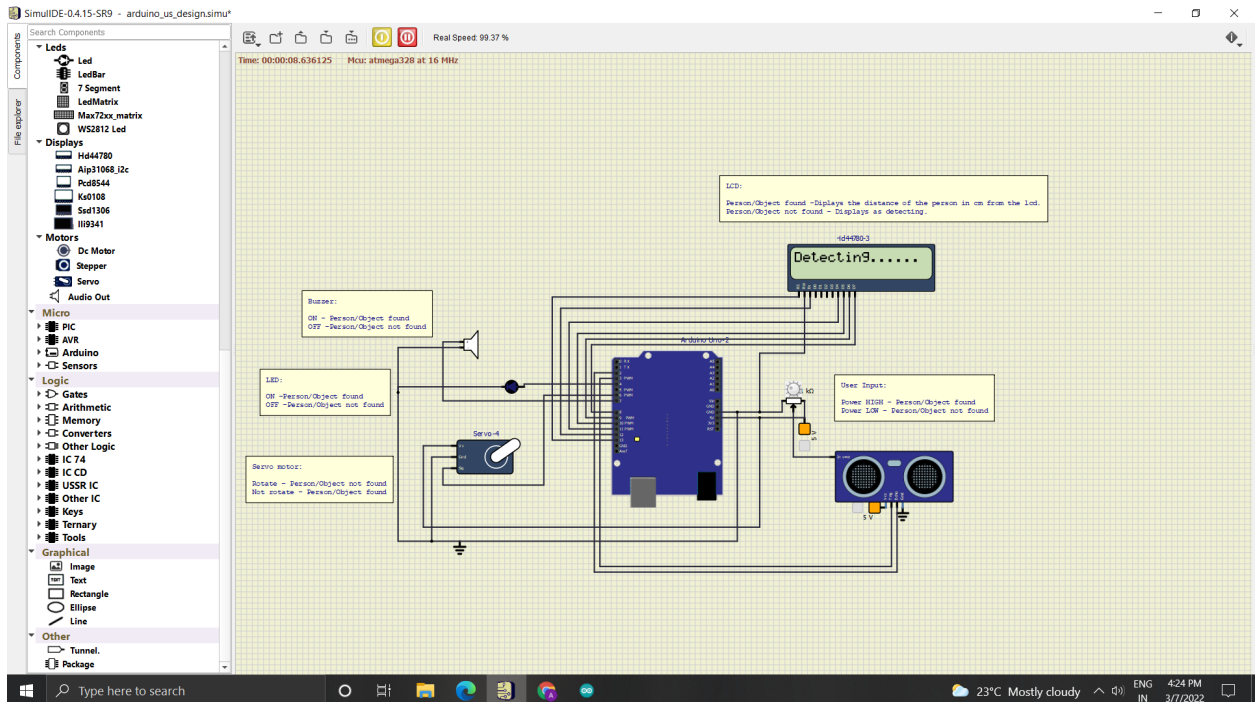 SimulIDE-0.4.15-SR9 - arduino_us_design.simu*
Components
File explorer
Search Components
Leds
Led
LedBar
7 Segment
LedMatrix
Max72xx_matrix
WS2812 Led
Displays
Hd44780
Aip31068_i2c
Pcd8544
Ks0108
Ssd1306
Ili9341
Motors
Dc Motor
Stepper
Servo
Audio Out
Micro
PIC
AVR
Arduino
Sensors
Logic
Gates
Arithmetic
Memory
Converters
Other Logic
IC 74
IC CD
USSR IC
Other IC
Keys
Ternary
Tools
Graphical
Image
Text
Rectangle
Ellipse
Line
Other
Tunnel.
Package
Real Speed: 99.37 %
Time: 00:00:08.636125 Mcu: atmega328 at 16 MHz
LCD:
Person/Object found -Diplays the distance of the person in cm from the lcd.
Person/Object not found - Displays as detecting.
Hd44780-3
Detecting......
Buzzer:
ON - Person/Object found
OFF -Person/Object not found
Arduino Uno-2
LED:
ON -Person/Object found
OFF -Person/Object not found
kΩ
User Input:
Power HIGH - Person/Object found
Power LOW - Person/Object not found
5 V
Servo-4
Servo motor:
Rotate - Person/Object not found
Not rotate - Person/Object found
5 V
Type here to search
23°C Mostly cloudy
ENG
IN
4:24 PM
3/7/2022